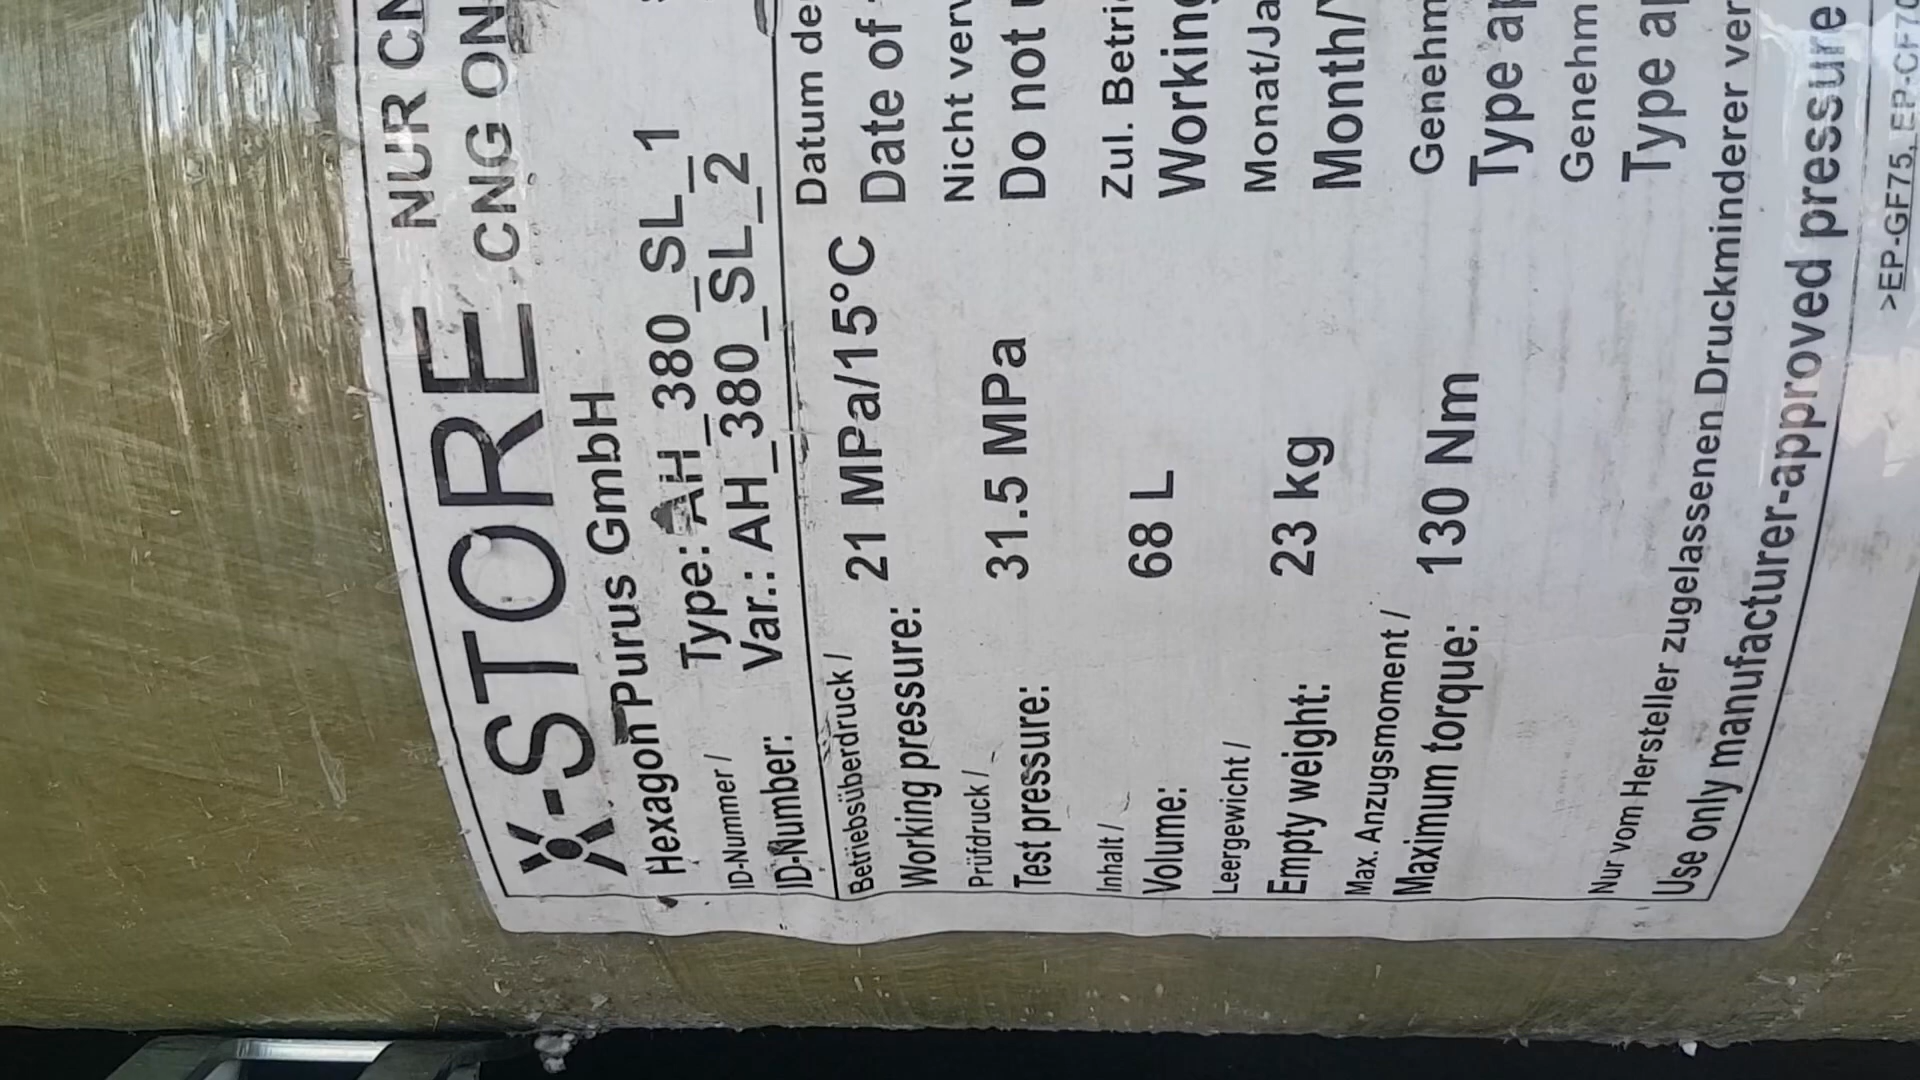 X-STORE
NUR CN
CNG ON
Hexagon Purus GmbH
ID-Nummer /
ID-Number:
Type: AH_380_SL_1
Var.: AH_380_SL_2
Betriebsüberdruck /
Working pressure: 21 MPa/15°C
Prüfdruck /
Test pressure: 31.5 MPa
Inhalt /
Volume: 68 L
Leergewicht /
Empty weight: 23 kg
Max. Anzugsmoment /
Maximum torque: 130 Nm
Datum de
Date of
Nicht verv
Do not
Zul. Betri
Working
Monat/Ja
Month/
Genehm
Type ap
Genehm
Type ap
Nur vom Hersteller zugelassenen Druckminderer ver
Use only manufacturer-approved pressure
>EP-GF75, EP-CF70